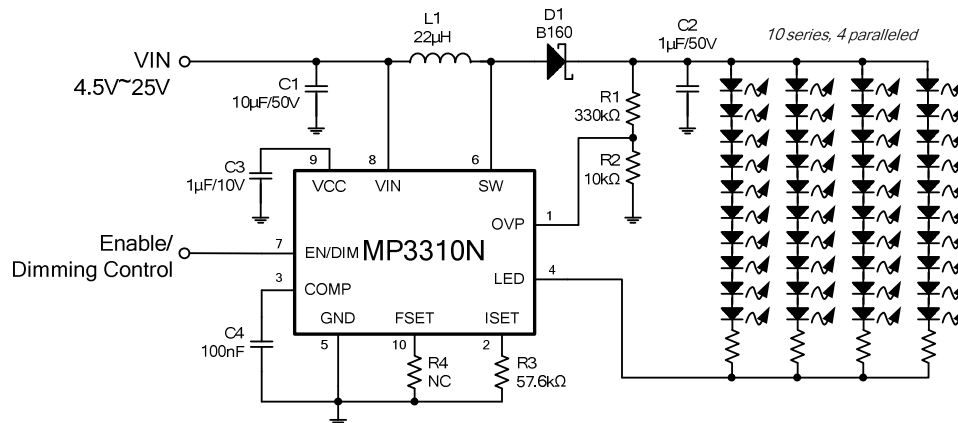 L1
22µH
D1
B160
C2
1µF/50V
10 series, 4 paralleled
VIN
4.5V~25V
C1
10µF/50V
R1
330kΩ
R2
10kΩ
C3
1µF/10V
9
8
6
VCC
VIN
SW
OVP
1
Enable/
Dimming Control
7
EN/DIM
MP3310N
LED
4
3
COMP
GND
FSET
ISET
C4
100nF
5
10
2
R4
NC
R3
57.6kΩ